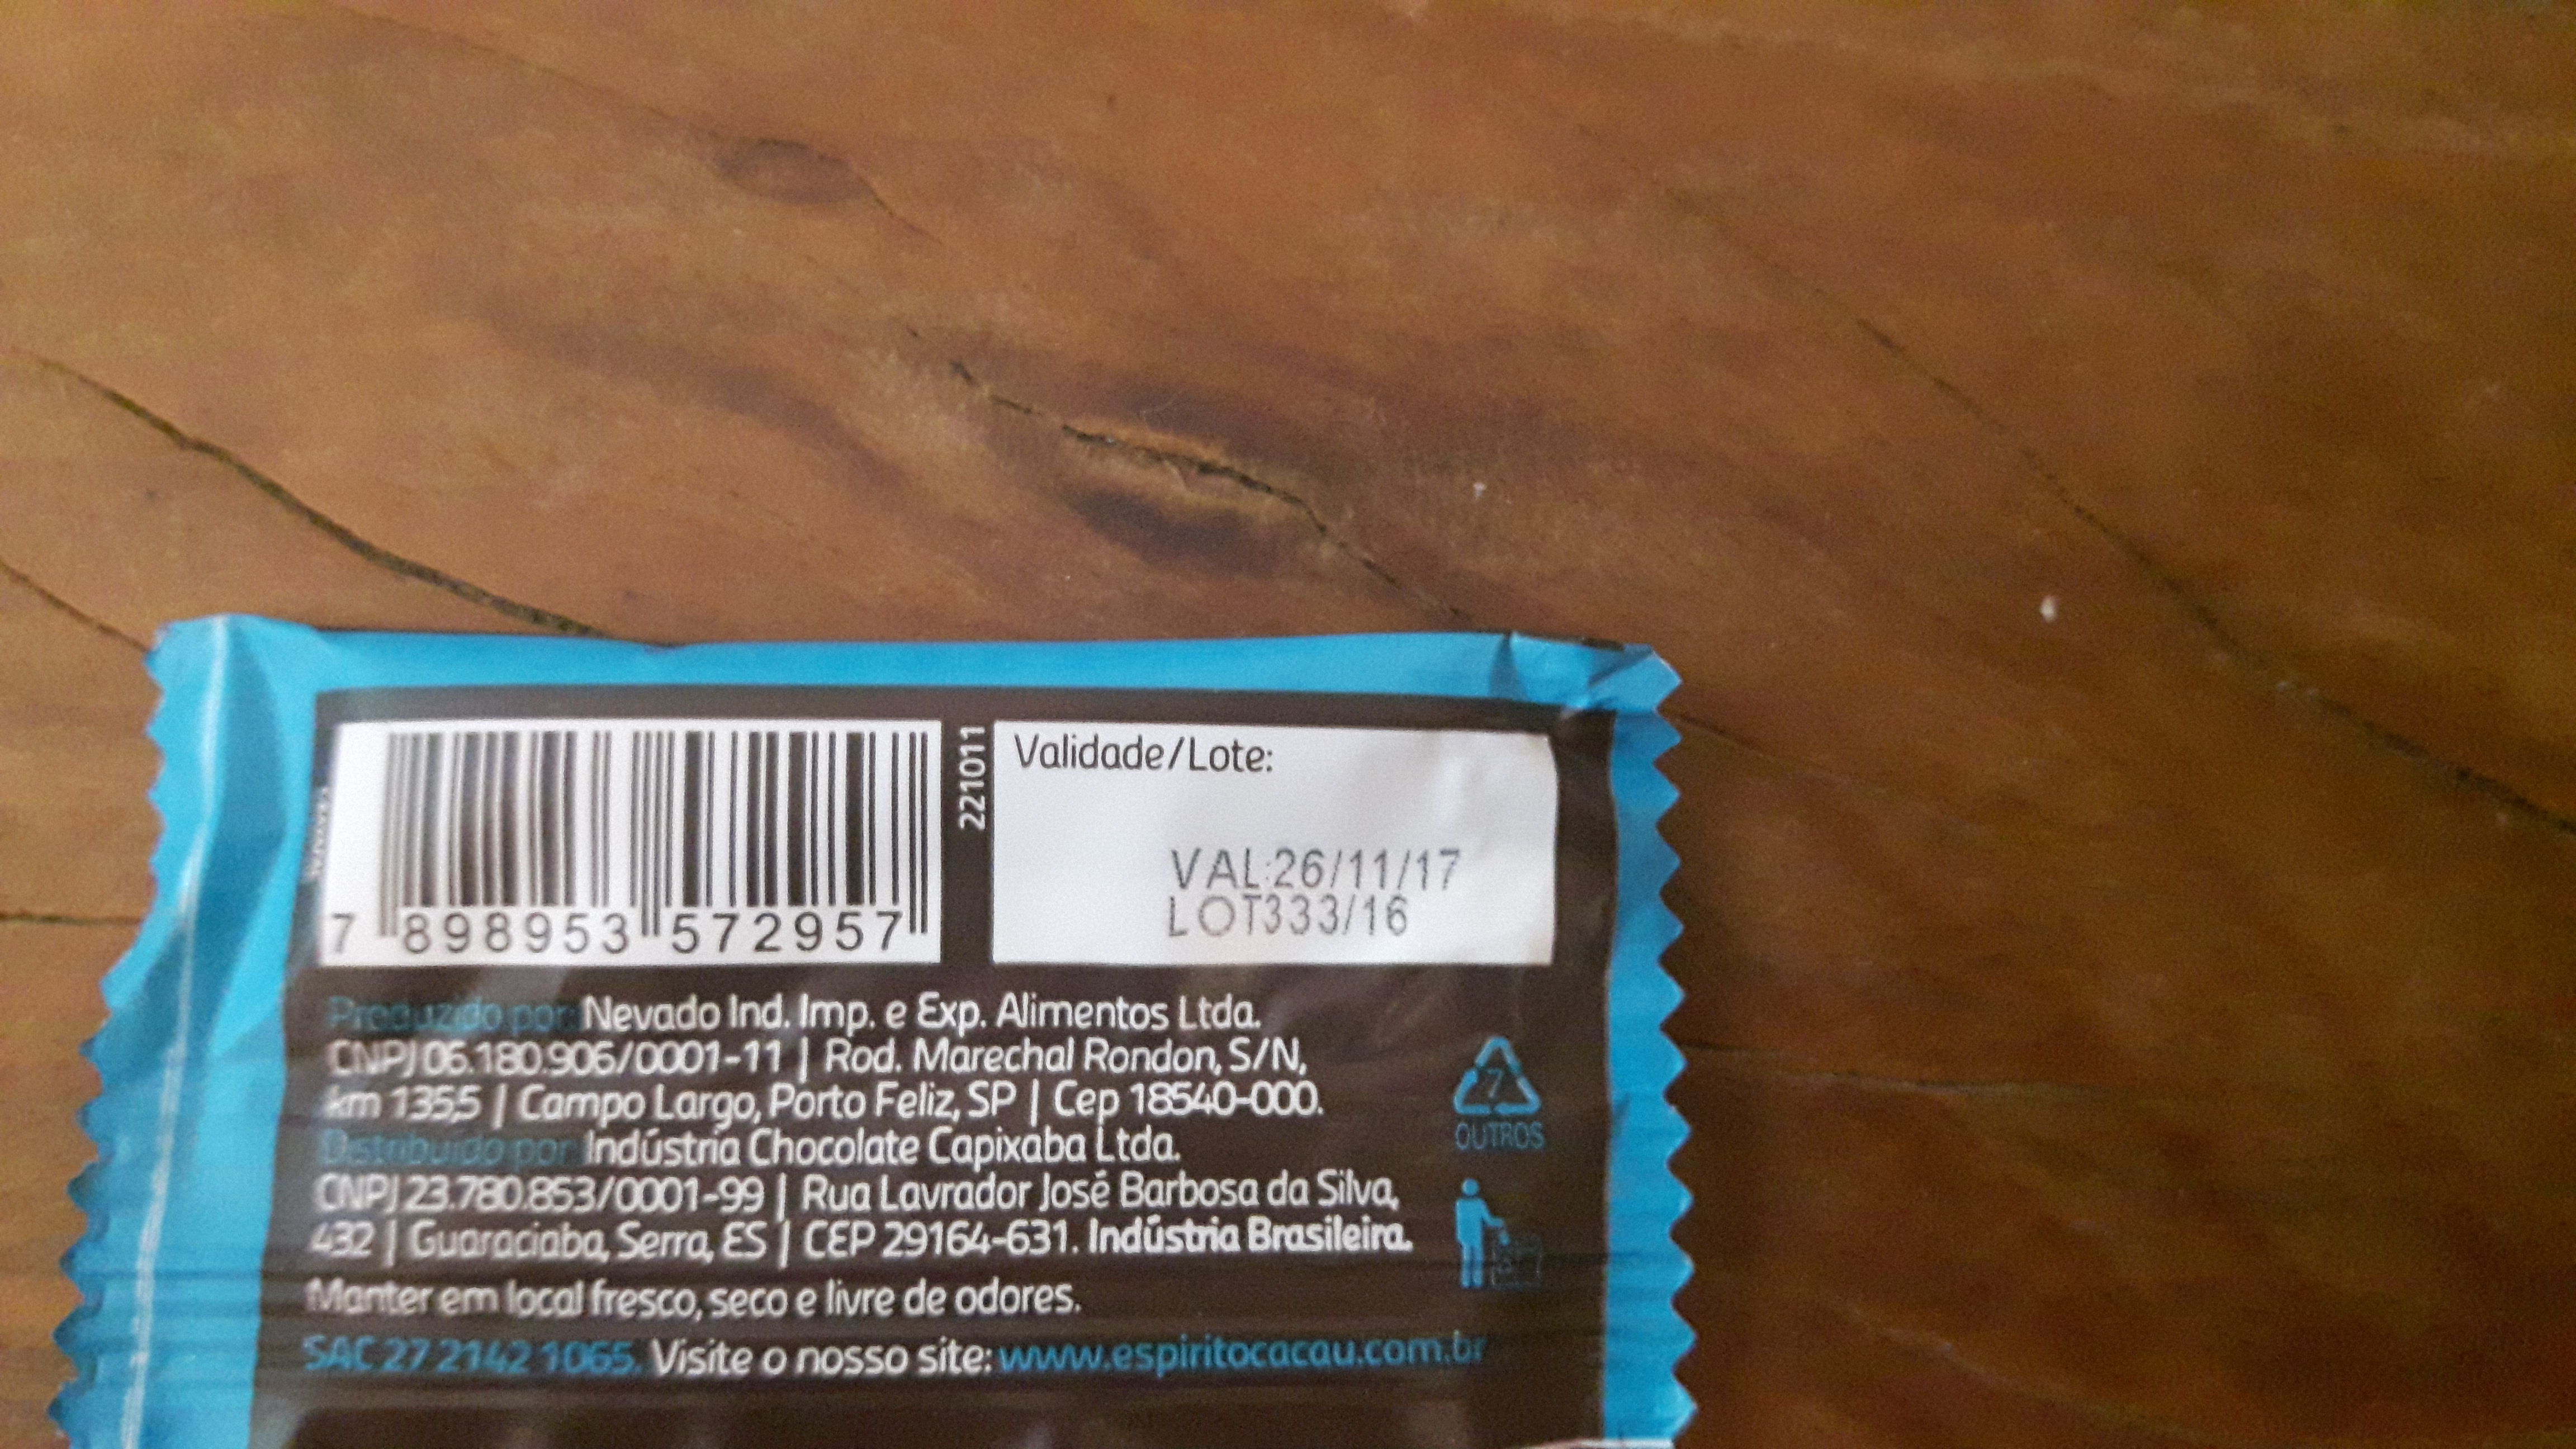 7 898953 572957
221011
Validade/Lote:
VAL:26/11/17
LOT333/16
Produzido por: Nevado Ind. Imp. e Exp. Alimentos Ltda.
CNPJ 06.180.906/0001-11 | Rod. Marechal Rondon, S/N,
km 135,5 | Campo Largo, Porto Feliz, SP | Cep 18540-000.
Distribuído por: Indústria Chocolate Capixaba Ltda.
CNPJ 23.780.853/0001-99 | Rua Lavrador José Barbosa da Silva,
432 | Guaraciaba, Serra, ES | CEP 29164-631. Indústria Brasileira.
Manter em local fresco, seco e livre de odores.
SAC 27 2142 1065. Visite o nosso site: www.espiritocacau.com.br
7
OUTROS